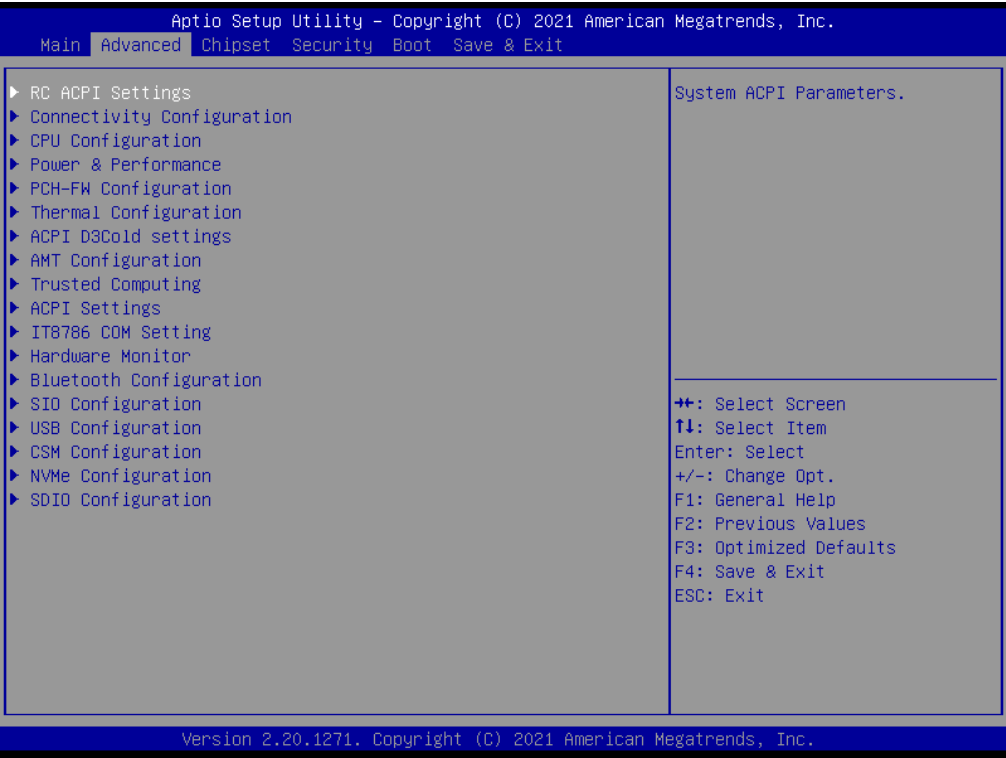 Aptio Setup Utility – Copyright (C) 2021 American Megatrends, Inc.
Main Advanced Chipset Security Boot Save & Exit
▶ RC ACPI Settings
▶ Connectivity Configuration
▶ CPU Configuration
▶ Power & Performance
▶ PCH-FW Configuration
▶ Thermal Configuration
▶ ACPI D3Cold settings
▶ AMT Configuration
▶ Trusted Computing
▶ ACPI Settings
▶ IT8786 COM Setting
▶ Hardware Monitor
▶ Bluetooth Configuration
▶ SIO Configuration
▶ USB Configuration
▶ CSM Configuration
▶ NVMe Configuration
▶ SDIO Configuration
System ACPI Parameters.
→←: Select Screen
↑↓: Select Item
Enter: Select
+/-: Change Opt.
F1: General Help
F2: Previous Values
F3: Optimized Defaults
F4: Save & Exit
ESC: Exit
Version 2.20.1271. Copyright (C) 2021 American Megatrends, Inc.